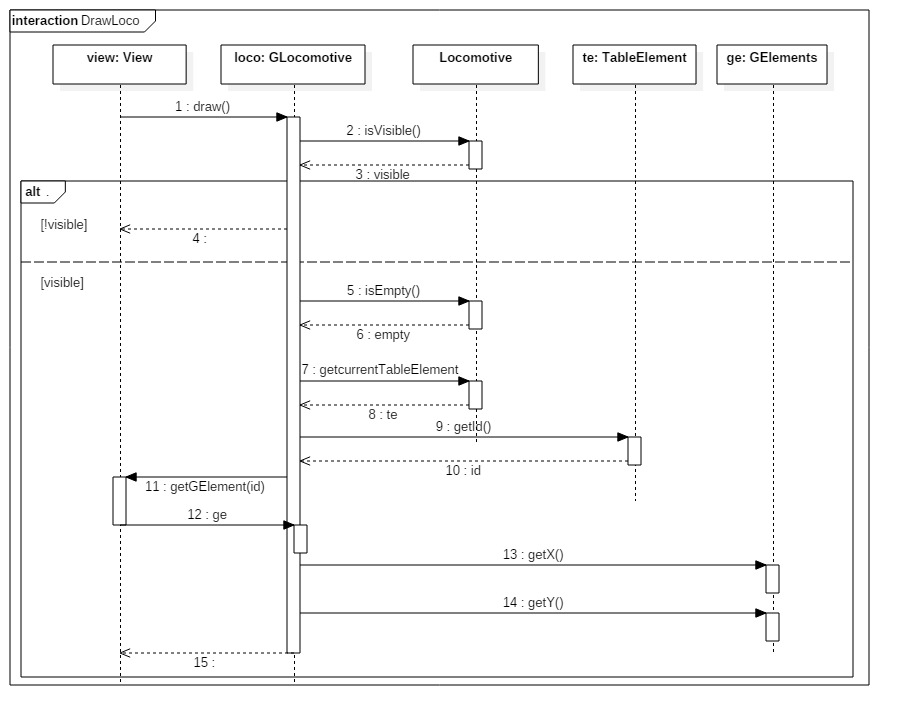 interaction DrawLoco
view: View
loco: GLocomotive
Locomotive
te: TableElement
ge: GElements
1 : draw()
2 : isVisible()
3 : visible
alt .
[!visible]
4 :
[visible]
5 : isEmpty()
6 : empty
7 : getcurrentTableElement
8 : te
9 : getId()
10 : id
11 : getGElement(id)
12 : ge
13 : getX()
14 : getY()
15 :